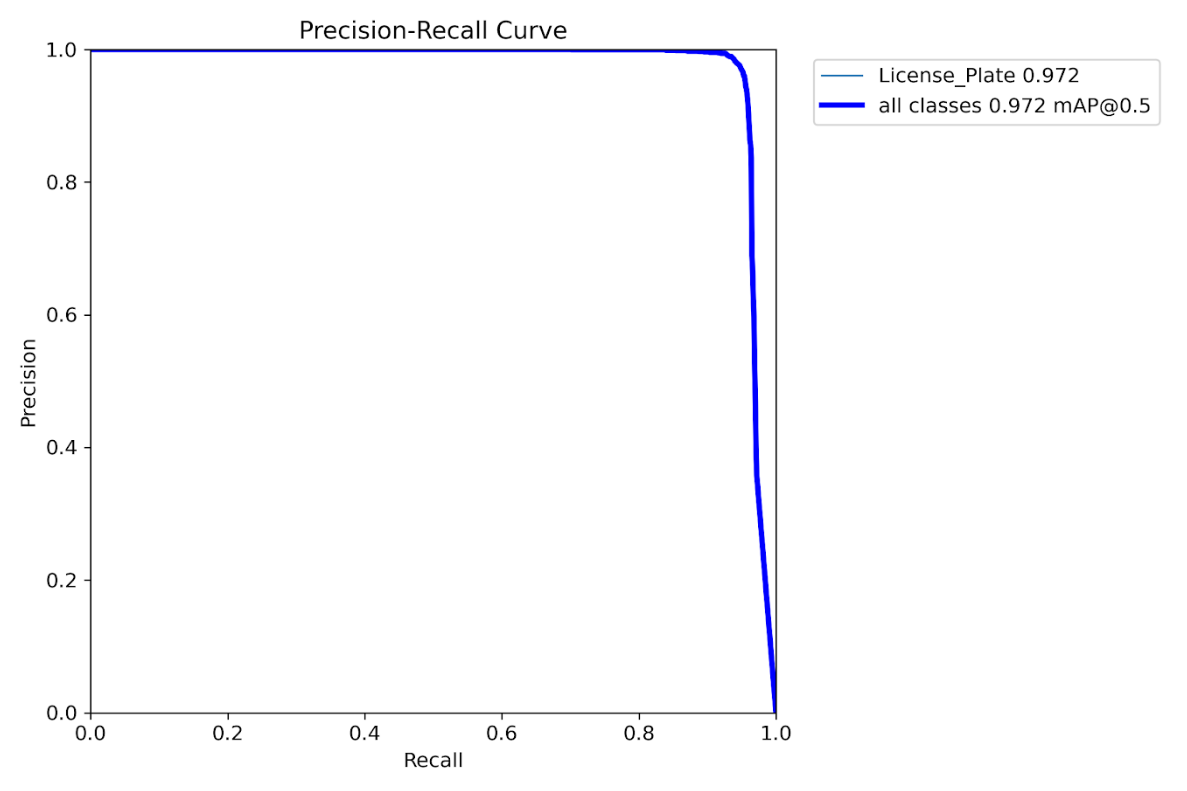 Precision-Recall Curve
1.0
0.8
0.6
0.4
0.2
0.0
Precision
0.0 0.2 0.4 0.6 0.8 1.0
Recall
License_Plate 0.972
all classes 0.972 mAP@0.5